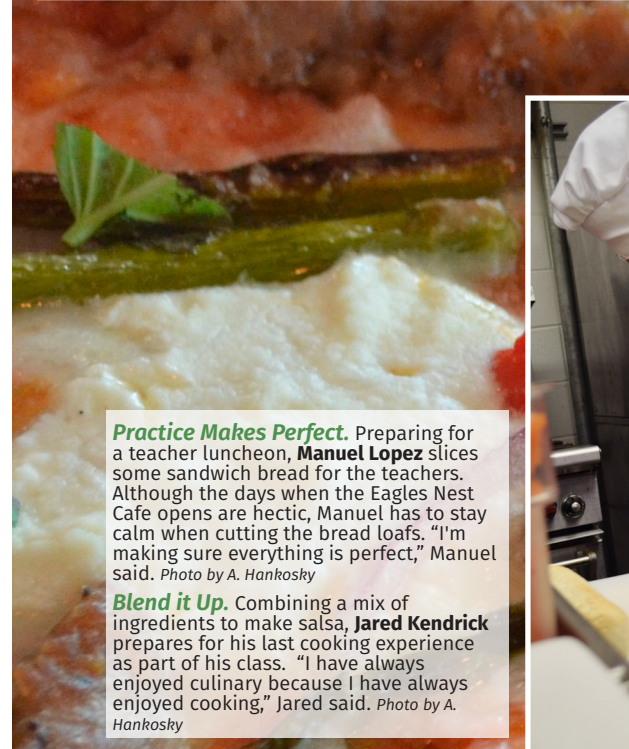 Practice Makes Perfect. Preparing for
a teacher luncheon, Manuel Lopez slices
some sandwich bread for the teachers.
Although the days when the Eagles Nest
Cafe opens are hectic, Manuel has to stay
calm when cutting the bread loafs. “I'm
making sure everything is perfect,” Manuel
said. Photo by A. Hankosky
Blend it Up. Combining a mix of
ingredients to make salsa, Jared Kendrick
prepares for his last cooking experience
as part of his class. “I have always
enjoyed culinary because I have always
enjoyed cooking,” Jared said. Photo by A.
Hankosky